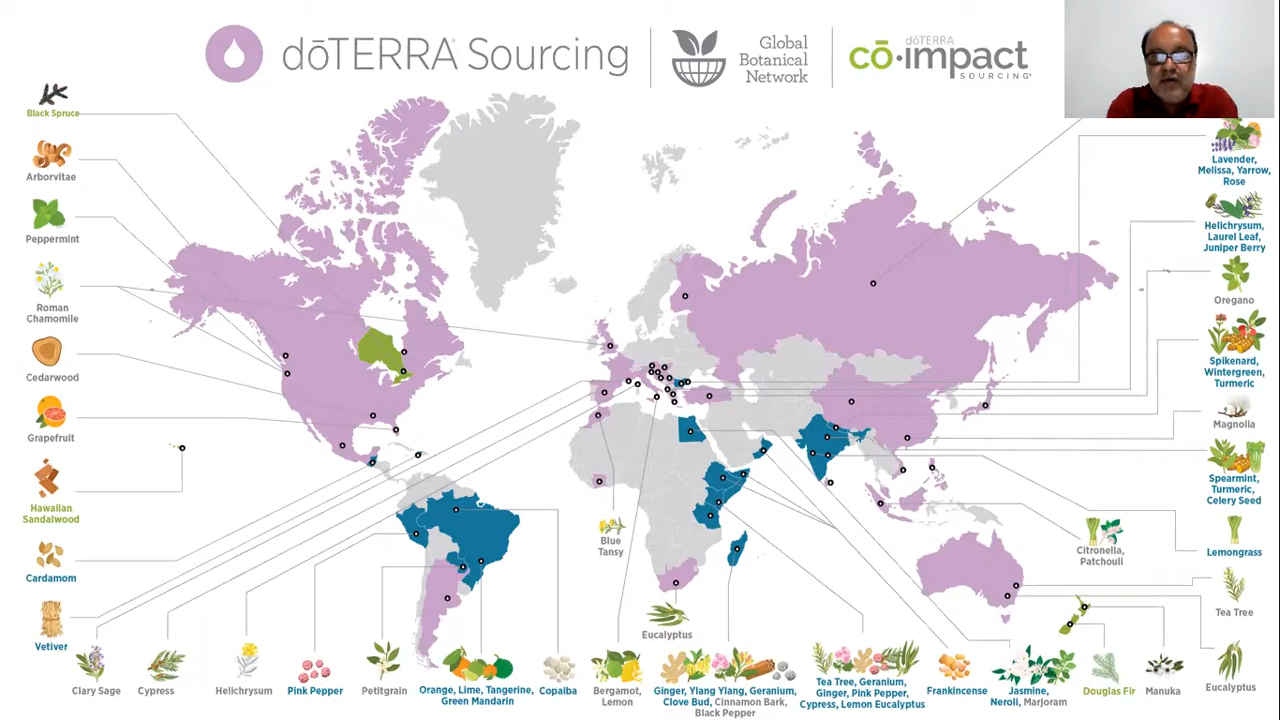 dōTERRA® Sourcing
Global
Botanical
Network
dōTERRA
cō•impact
SOURCING®
Black Spruce
Arborvitae
Peppermint
Roman
Chamomile
Cedarwood
Grapefruit
Hawaiian
Sandalwood
Cardamom
Vetiver
Lavender,
Melissa, Yarrow,
Rose
Helichrysum,
Laurel Leaf,
Juniper Berry
Oregano
Spikenard,
Wintergreen,
Turmeric
Magnolia
Spearmint,
Turmeric,
Celery Seed
Lemongrass
Tea Tree
Eucalyptus
Blue
Tansy
Citronella,
Patchouli
Eucalyptus
Clary Sage
Cypress
Helichrysum
Pink Pepper
Petitgrain
Orange, Lime, Tangerine,
Green Mandarin
Copaiba
Bergamot,
Lemon
Ginger, Ylang Ylang, Geranium,
Clove Bud, Cinnamon Bark,
Black Pepper
Tea Tree, Geranium,
Ginger, Pink Pepper,
Cypress, Lemon Eucalyptus
Frankincense
Jasmine,
Neroli, Marjoram
Douglas Fir
Manuka